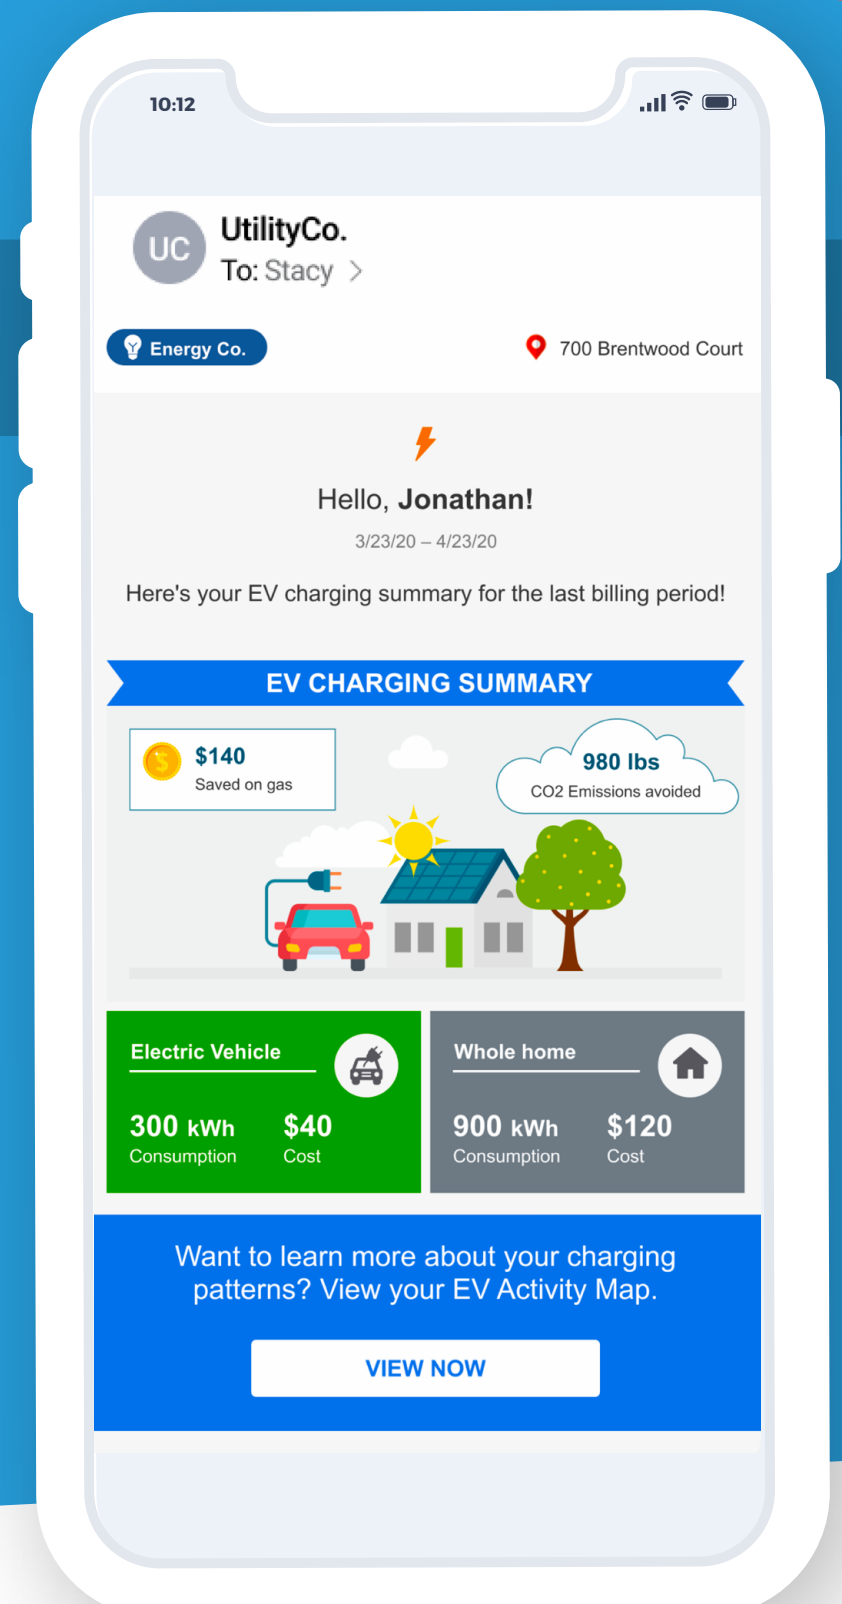 10:12
UC
UtilityCo.
To: Stacy
Energy Co.
700 Brentwood Court
Hello, Jonathan!
3/23/20 – 4/23/20
Here's your EV charging summary for the last billing period!
EV CHARGING SUMMARY
$140
Saved on gas
980 lbs
CO2 Emissions avoided
Electric Vehicle
300 kWh $40
Consumption Cost
Whole home
900 kWh $120
Consumption Cost
Want to learn more about your charging
patterns? View your EV Activity Map.
VIEW NOW